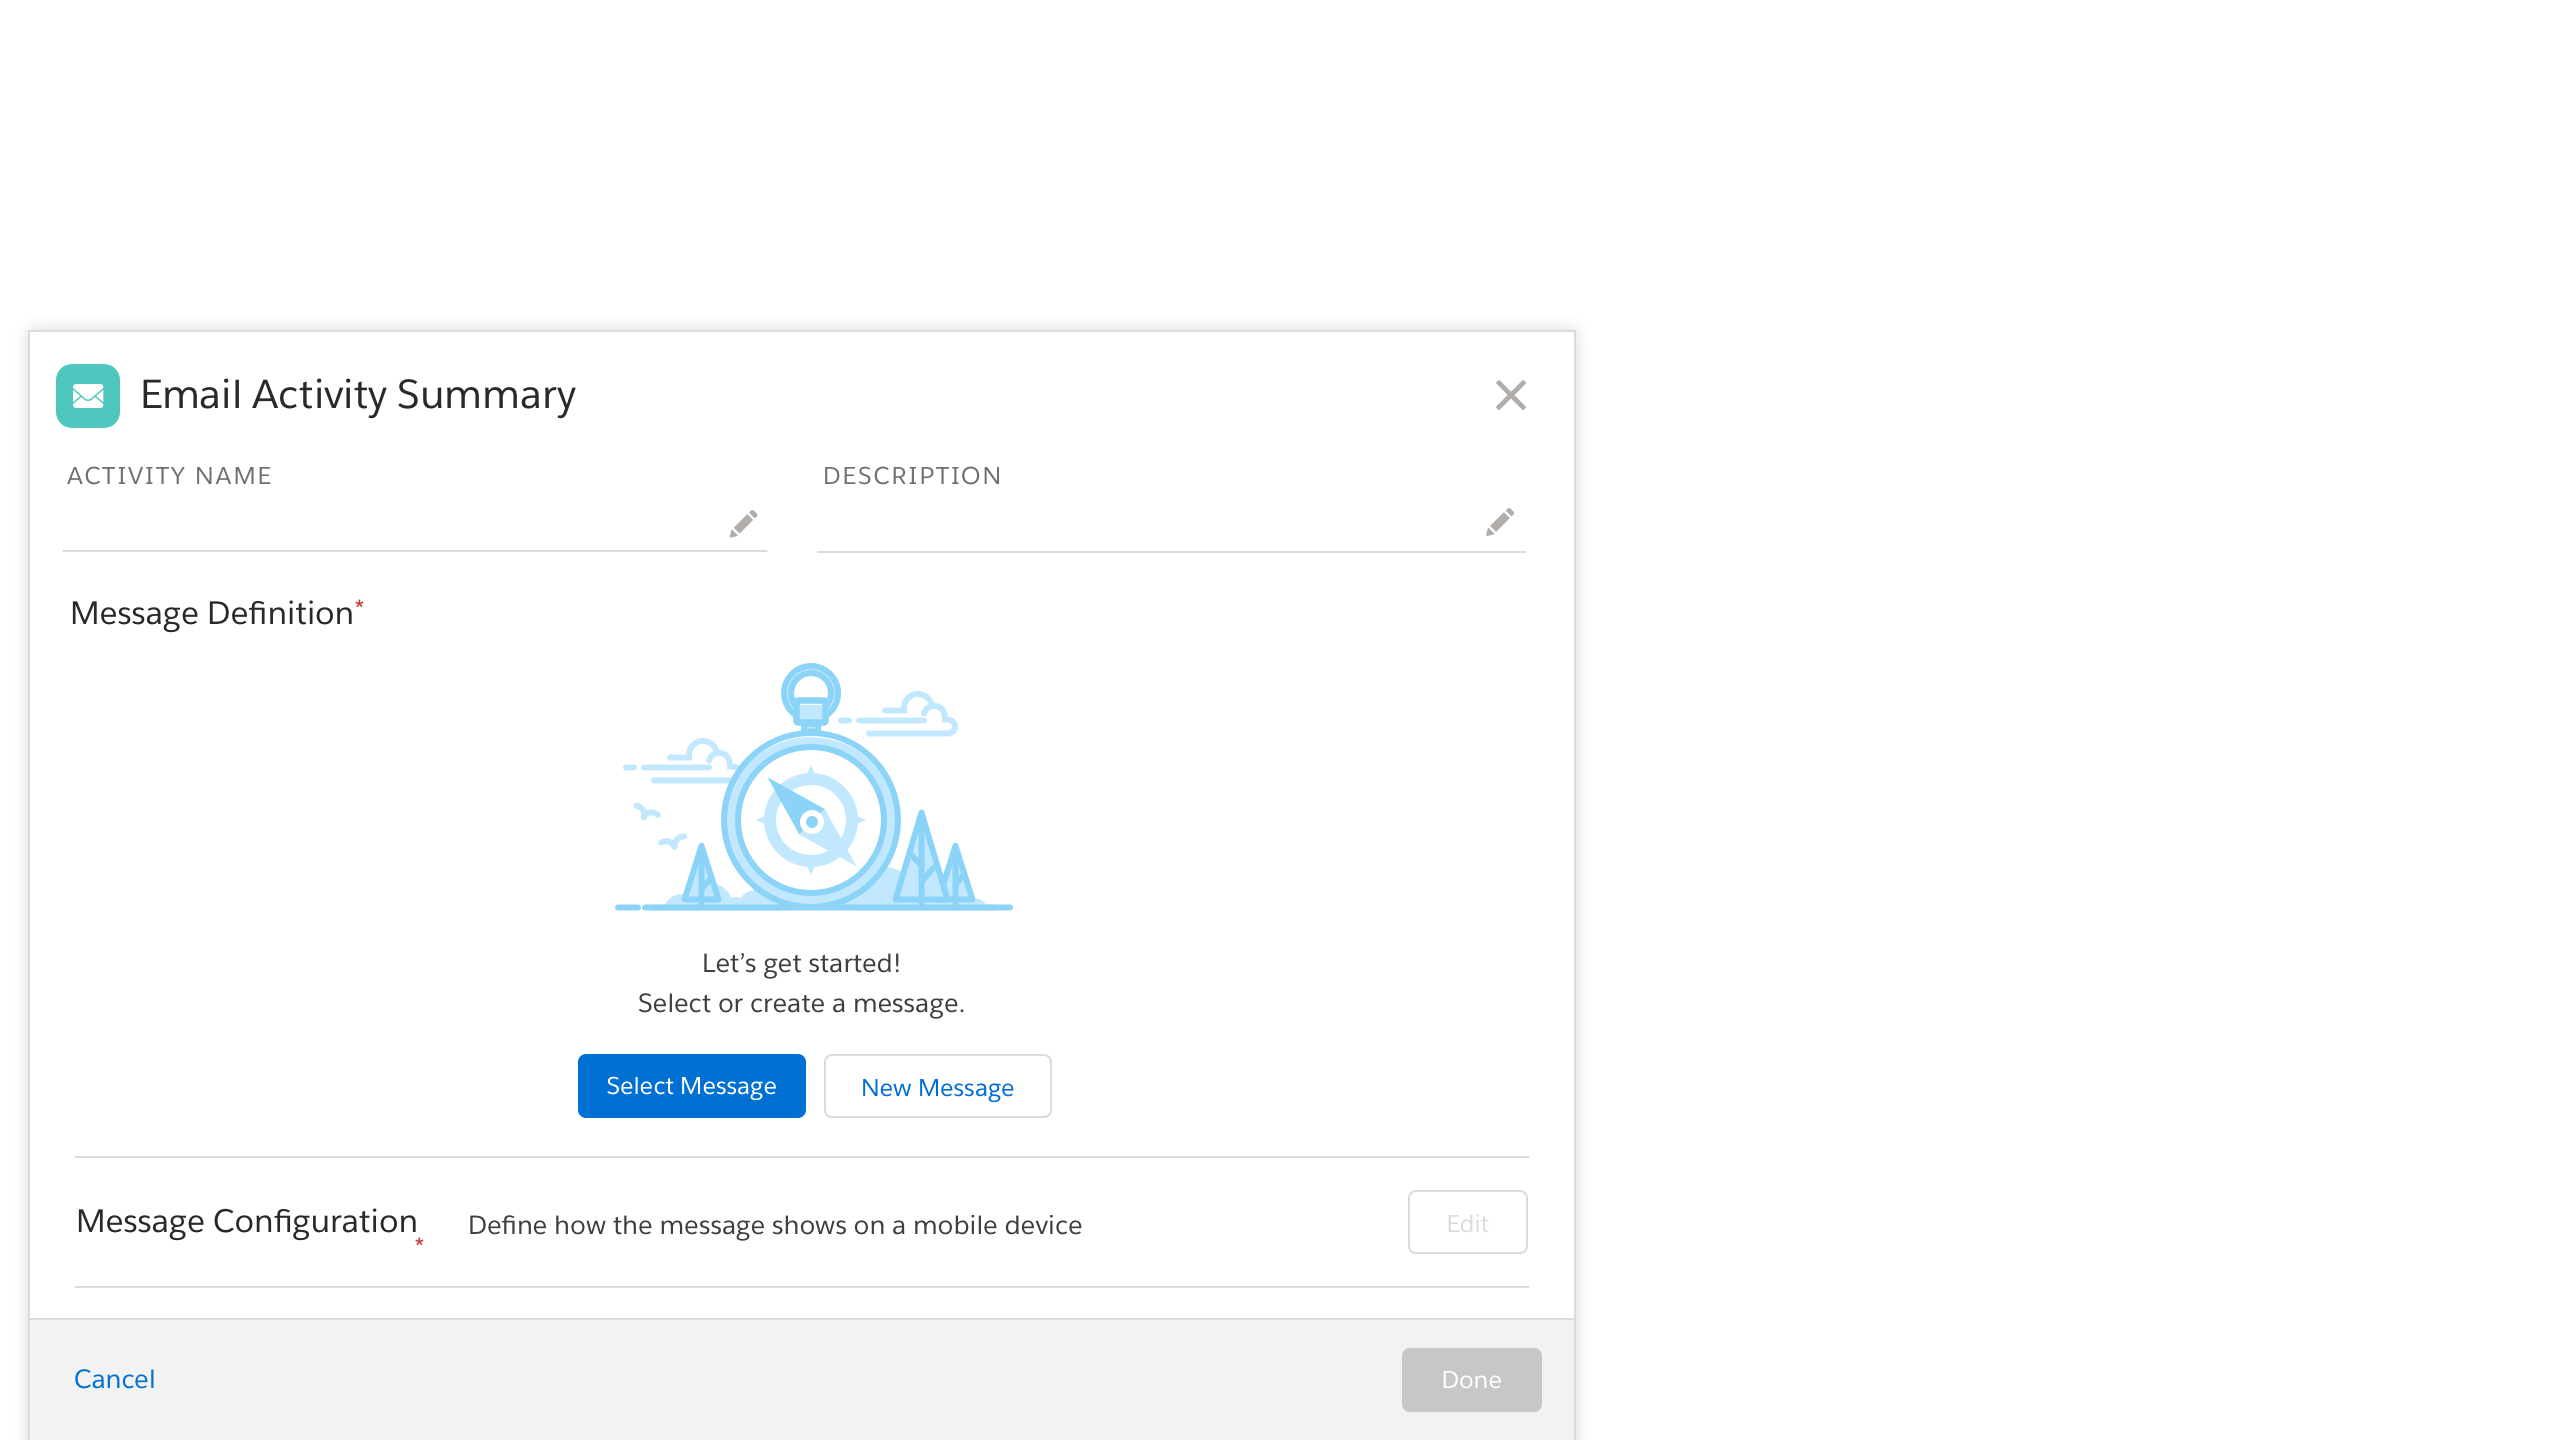 Email Activity Summary
ACTIVITY NAME
DESCRIPTION
Message Definition*
Let’s get started!
Select or create a message.
Select Message
New Message
Message Configuration*
Define how the message shows on a mobile device
Edit
Cancel
Done